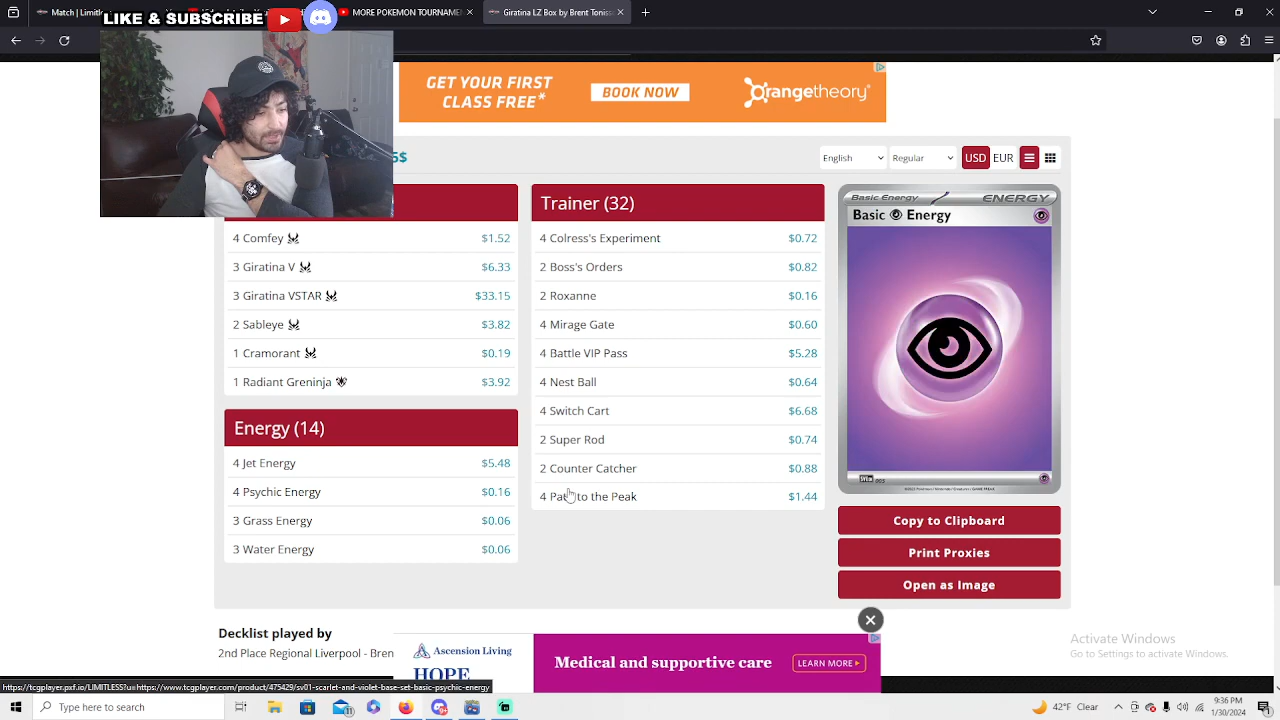 LIKE & SUBSCRIBE
MORE POKEMON TOURNAME
Giratina LZ Box by Brent Toniss
GET YOUR FIRST
CLASS FREE*
BOOK NOW
orangetheory
5$
English
Regular
USD
EUR
4 Comfey $1.52
3 Giratina V $6.33
3 Giratina VSTAR $33.15
2 Sableye $3.82
1 Cramorant $0.19
1 Radiant Greninja $3.92
Energy (14)
4 Jet Energy $5.48
4 Psychic Energy $0.16
3 Grass Energy $0.06
3 Water Energy $0.06
Trainer (32)
4 Colress's Experiment $0.72
2 Boss's Orders $0.82
2 Roxanne $0.16
4 Mirage Gate $0.60
4 Battle VIP Pass $5.28
4 Nest Ball $0.64
4 Switch Cart $6.68
2 Super Rod $0.74
2 Counter Catcher $0.88
4 Path to the Peak $1.44
Basic Energy
ENERGY
Basic Energy
Copy to Clipboard
Print Proxies
Open as Image
Decklist played by
2nd Place Regional Liverpool - Bren
Ascension Living
HOPE
Medical and supportive care
LEARN MORE
Activate Windows
Go to Settings to activate Windows.
https://tcgplayer.pxf.io/LIMITLESS?u=https://www.tcgplayer.com/product/475429/sv01-scarlet-and-violet-base-set-basic-psychic-energy
Type here to search
42°F Clear
9:36 PM
1/30/2024